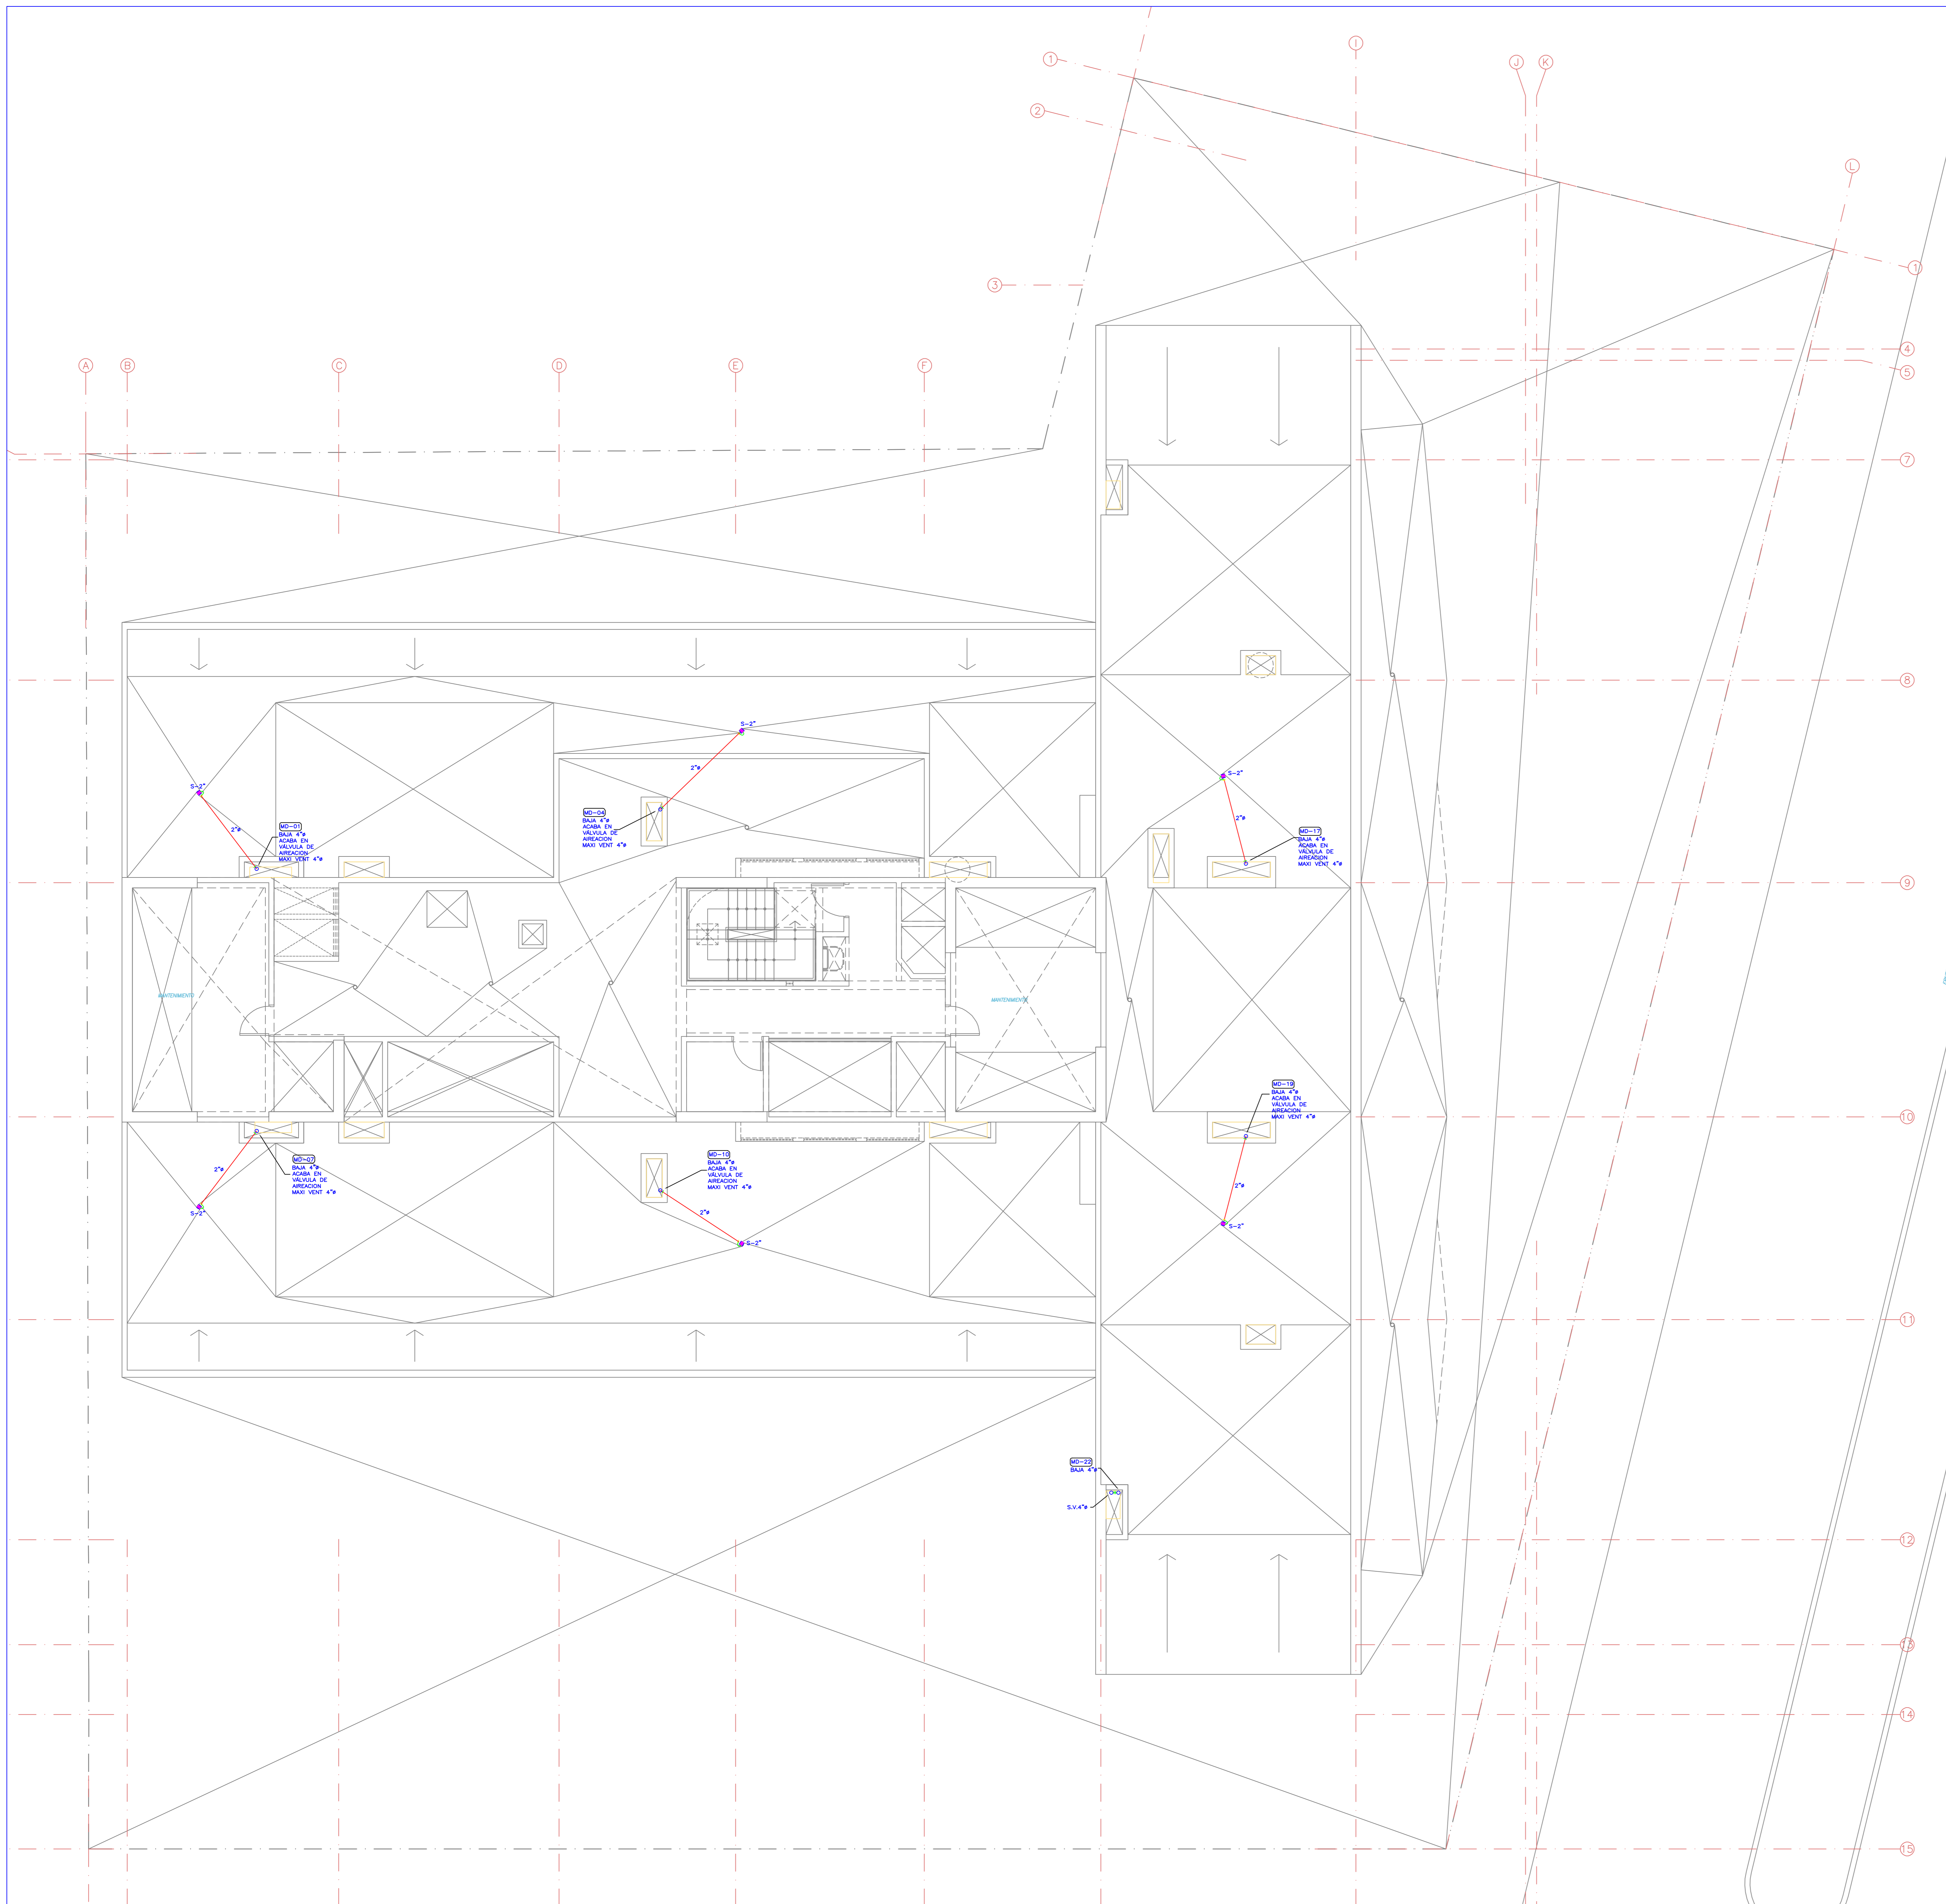 I
1
J
K
2
L
1
3
4
5
A
B
C
D
E
F
7
8
S-2"
2"ø
S-2"
S-2"
2"ø
2"ø
MD-04
BAJA 4"ø
ACABA EN
VÁLVULA DE
AIREACION
MAXI VENT 4"ø
MD-01
BAJA 4"ø
ACABA EN
VÁLVULA DE
AIREACION
MAXI VENT 4"ø
MD-17
BAJA 4"ø
ACABA EN
VÁLVULA DE
AIREACION
MAXI VENT 4"ø
9
MANTENIMIENTO
MANTENIMIENTO
MD-19
BAJA 4"ø
ACABA EN
VÁLVULA DE
AIREACION
MAXI VENT 4"ø
10
MD-07
BAJA 4"ø
ACABA EN
VÁLVULA DE
AIREACION
MAXI VENT 4"ø
MD-10
BAJA 4"ø
ACABA EN
VÁLVULA DE
AIREACION
MAXI VENT 4"ø
2"ø
2"ø
2"ø
S-2"
S-2"
S-2"
11
MD-22
BAJA 4"ø
S.V.4"ø
12
13
14
15